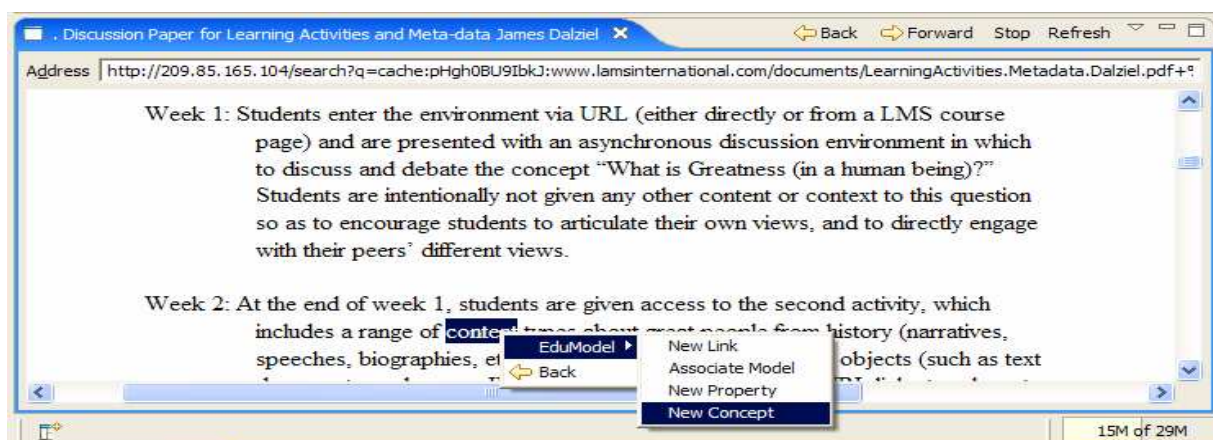 . Discussion Paper for Learning Activities and Meta-data James Dalziel
Back Forward Stop Refresh
Address http://209.85.165.104/search?q=cache:pHgh0BU9IbkJ:www.lamsinternational.com/documents/LearningActivities.Metadata.Dalziel.pdf+
Week 1: Students enter the environment via URL (either directly or from a LMS course
page) and are presented with an asynchronous discussion environment in which
to discuss and debate the concept “What is Greatness (in a human being)?”
Students are intentionally not given any other content or context to this question
so as to encourage students to articulate their own views, and to directly engage
with their peers’ different views.
Week 2: At the end of week 1, students are given access to the second activity, which
includes a range of content types about great people from history (narratives,
speeches, biographies, objects (such as text
EduModel
Back
New Link
Associate Model
New Property
New Concept
15M of 29M